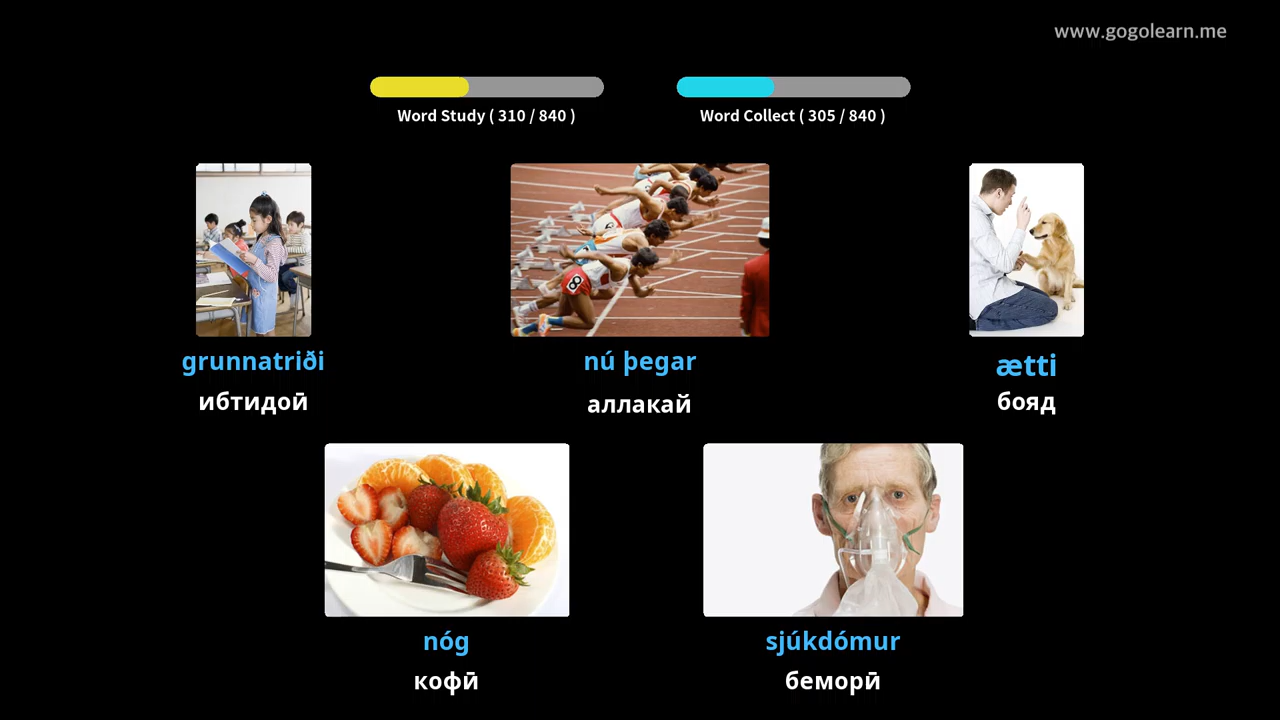 www.gogolearn.me
Word Study ( 310 / 840 )
Word Collect ( 305 / 840 )
grunnatriði
ибтидоӣ
nú þegar
аллакай
ætti
бояд
nóg
кофӣ
sjúkdómur
беморӣ